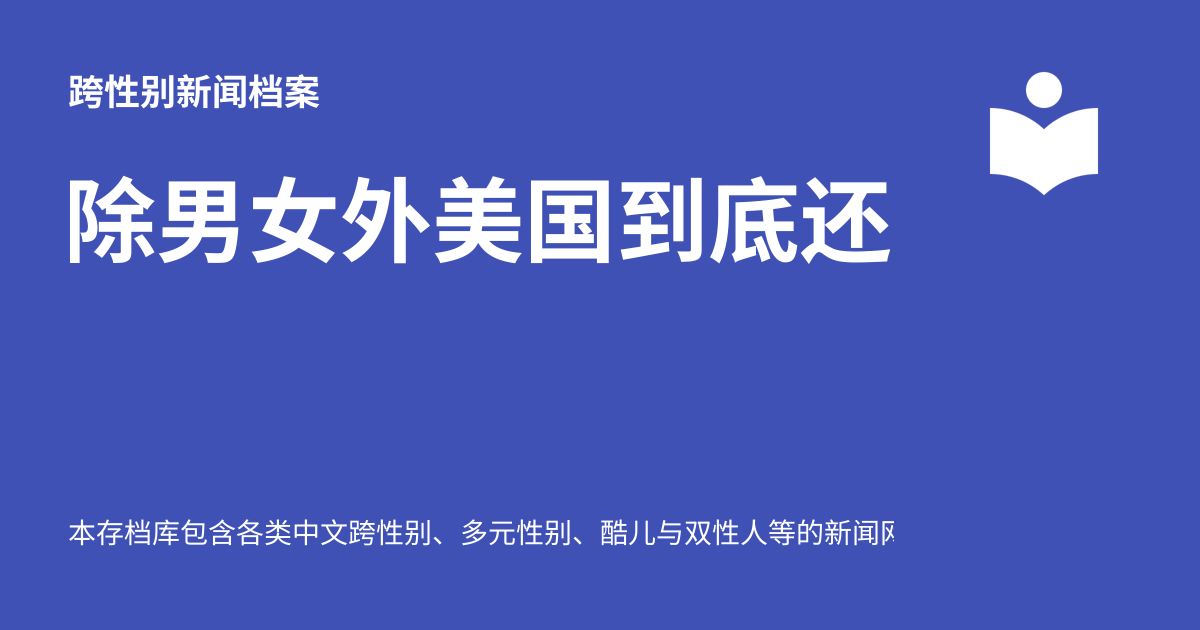 跨性别新闻档案
除男女外美国到底还
本存档库包含各类中文跨性别、多元性别、酷儿与双性人等的新闻